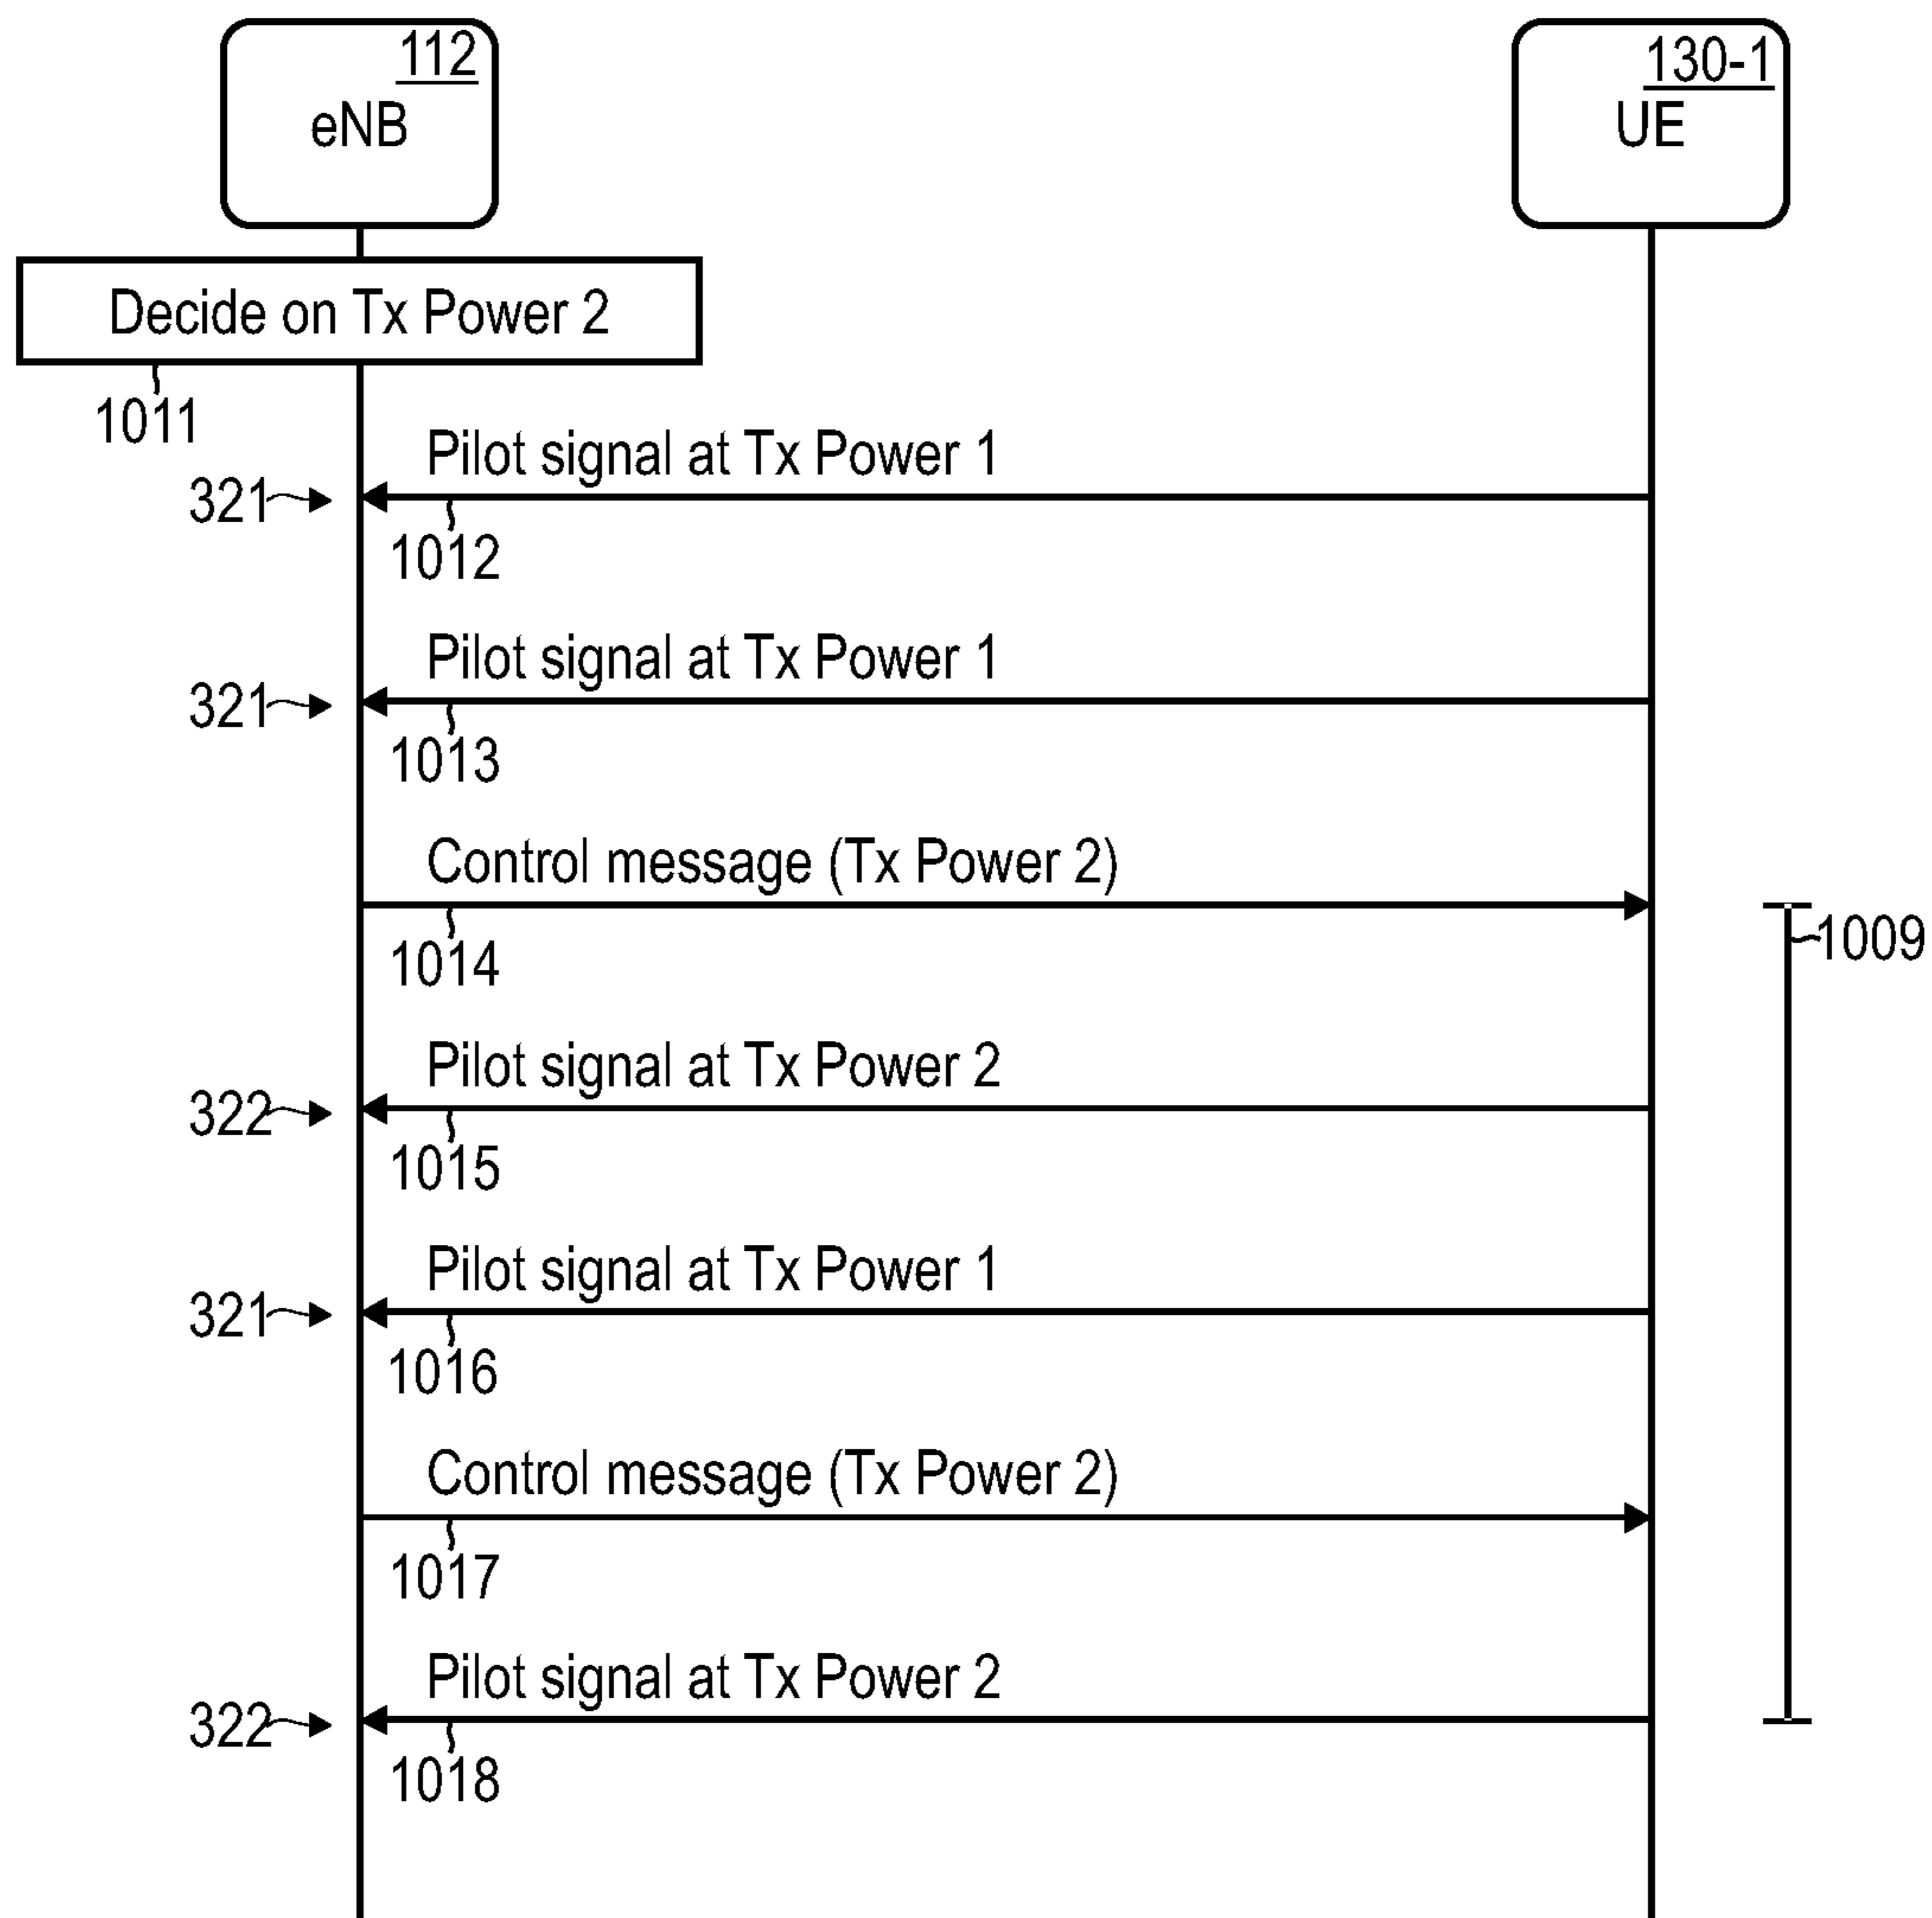 112
eNB
130-1
UE
Decide on Tx Power 2
1011
Pilot signal at Tx Power 1
321
1012
Pilot signal at Tx Power 1
321
1013
Control message (Tx Power 2)
1009
1014
Pilot signal at Tx Power 2
322
1015
Pilot signal at Tx Power 1
321
1016
Control message (Tx Power 2)
1017
Pilot signal at Tx Power 2
322
1018